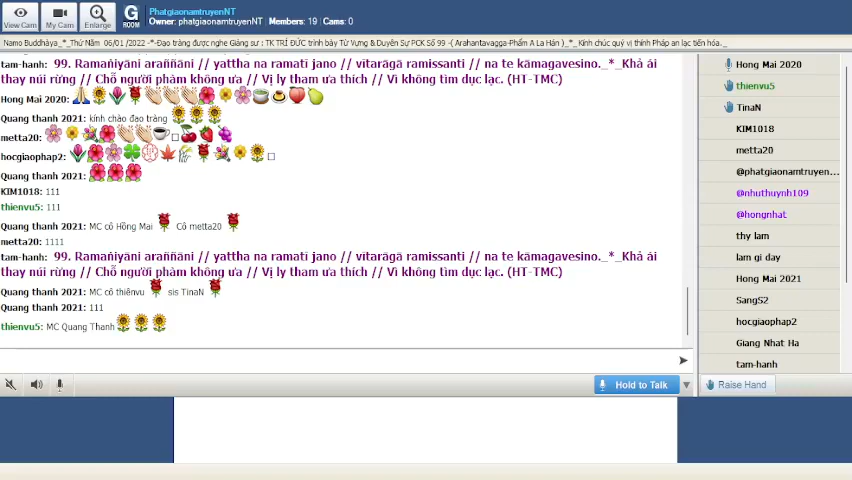 PhatgiaonamtruyenNT
Owner: phatgiaonamtruyenNT | Members: 19 | Cams: 0
View Cam
My Cam
Enlarge
G
ROOM
Namo Buddhàya_*_Thứ Năm 06/01 /2022 -*-Đạo tràng được nghe Giảng sư : TK TRÍ ĐỨC trình bày Từ Vựng & Duyên Sự PCK Số 99 -( Arahantavagga-Phẩm A La Hán )_*_ Kính chúc quý vị thính Pháp an lạc tiến hóa._
tam-hanh: 99. Ramaṇīyāni araññāni // yattha na ramatī jano // vītarāgā ramissanti // na te kāmagavesino._*_Khả ái
thay núi rừng // Chỗ người phàm không ưa // Vị ly tham ưa thích // Vì không tìm dục lạc. (HT-TMC)
Hong Mai 2020:
Quang thanh 2021: kính chào đạo tràng
metta20:
hocgiaophap2:
Quang thanh 2021:
KIM1018: 111
thienvu5: 111
Quang thanh 2021: MC cô Hồng Mai Cô metta20
metta20: 1111
tam-hanh: 99. Ramaṇīyāni araññāni // yattha na ramatī jano // vītarāgā ramissanti // na te kāmagavesino._*_Khả ái
thay núi rừng // Chỗ người phàm không ưa // Vị ly tham ưa thích // Vì không tìm dục lạc. (HT-TMC)
Quang thanh 2021: MC cô thiênvu sis TinaN
Quang thanh 2021: 111
thienvu5: MC Quang Thanh
Hold to Talk
Hong Mai 2020
thienvu5
TinaN
KIM1018
metta20
@phatgiaonamtruyen...
@nhuthuynh109
@hongnhat
thy lam
lam gi day
Hong Mai 2021
SangS2
hocgiaophap2
Giang Nhat Ha
tam-hanh
Raise Hand